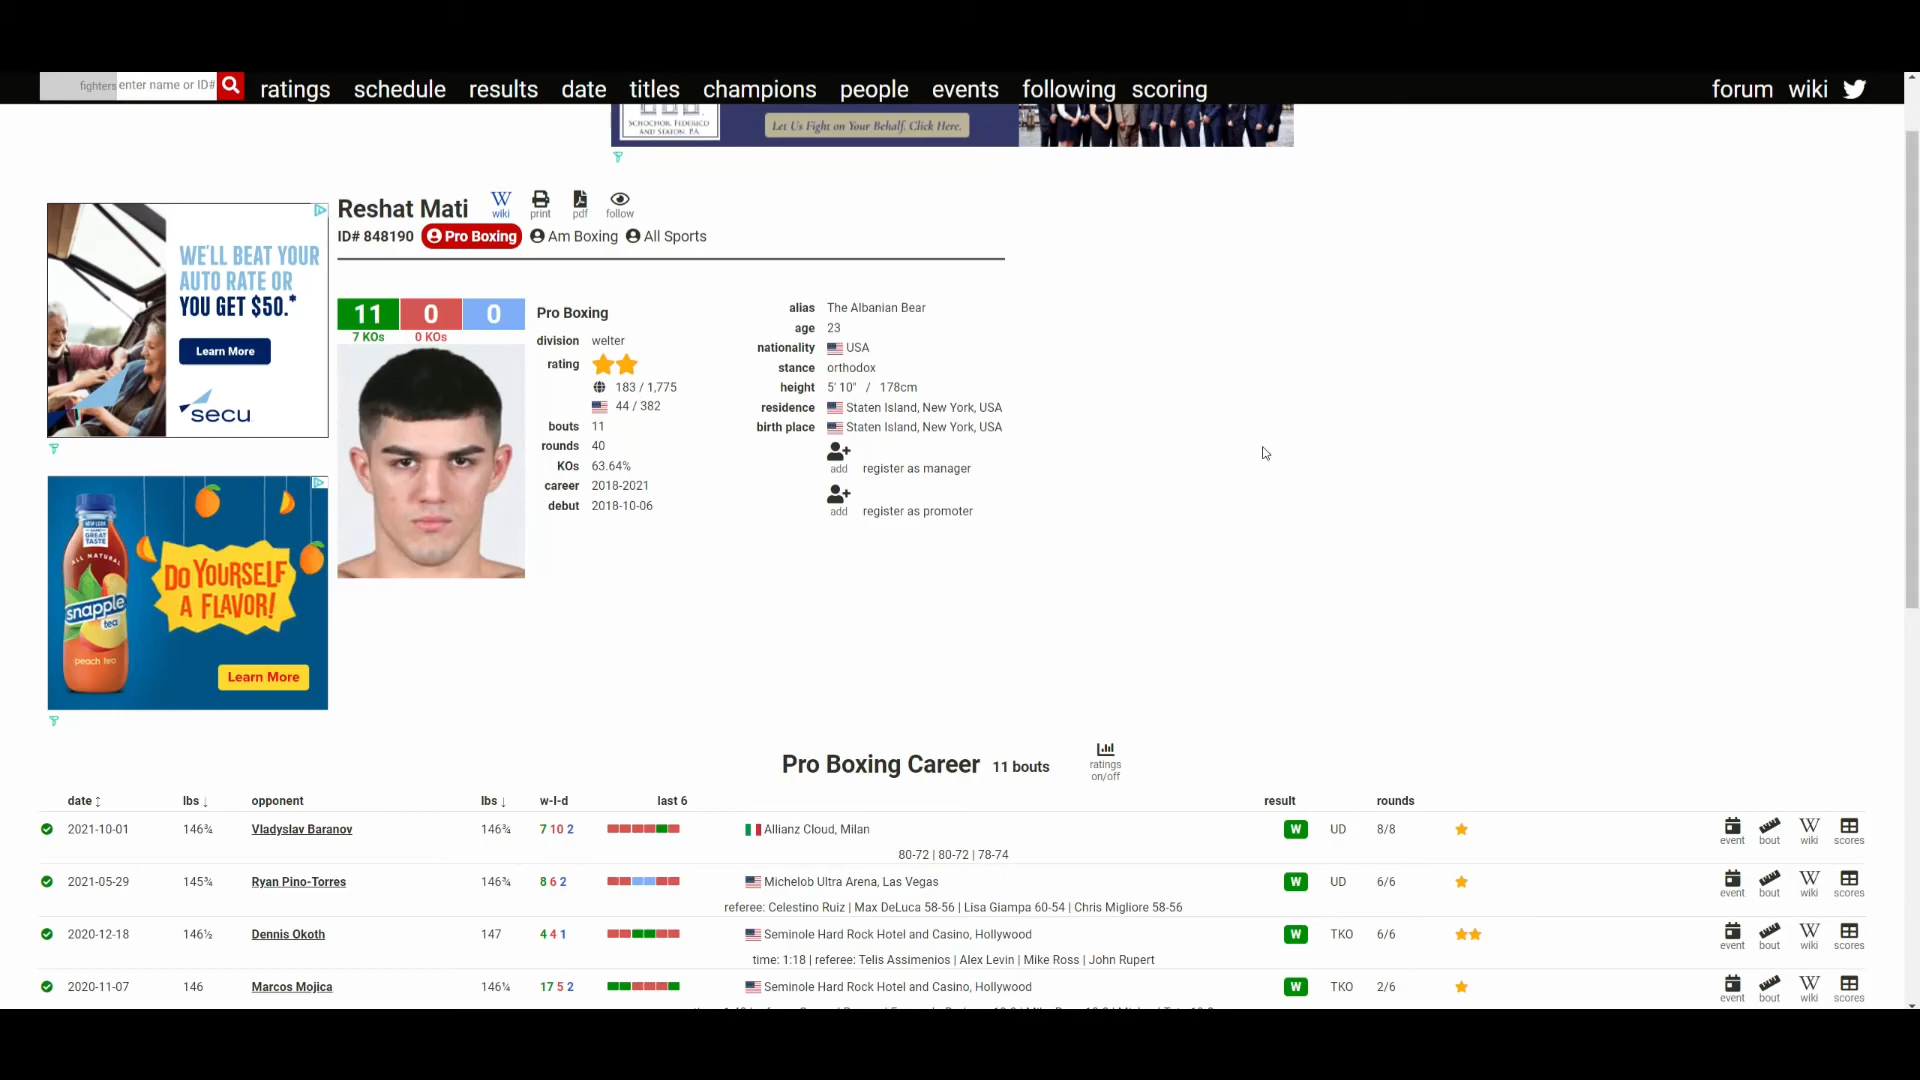 fighters enter name or ID# ratings schedule results date titles champions people events following scoring forum wiki
SCHOCHOR, FEDERICO
AND STATON, P.A.
Let Us Fight on Your Behalf. Click Here.
Reshat Mati
wiki print pdf follow
ID# 848190 Pro Boxing Am Boxing All Sports
WE'LL BEAT YOUR
AUTO RATE OR
YOU GET $50.*
Learn More
secu
11 0 0
7 KOs 0 KOs
Pro Boxing
division welter
rating
183 / 1,775
44 / 382
bouts 11
rounds 40
KOs 63.64%
career 2018-2021
debut 2018-10-06
alias The Albanian Bear
age 23
nationality USA
stance orthodox
height 5' 10" / 178cm
residence Staten Island, New York, USA
birth place Staten Island, New York, USA
add register as manager
add register as promoter
GREAT
TASTE
ALL NATURAL
snapple
tea
peach tea
DO YOURSELF
A FLAVOR!
Learn More
Pro Boxing Career 11 bouts
ratings
on/off
date lbs opponent lbs w-l-d last 6 result rounds
2021-10-01 146¾ Vladyslav Baranov 146¾ 7 10 2 Allianz Cloud, Milan W UD 8/8 event bout wiki scores
80-72 | 80-72 | 78-74
2021-05-29 145¾ Ryan Pino-Torres 146¾ 8 6 2 Michelob Ultra Arena, Las Vegas W UD 6/6 event bout wiki scores
referee: Celestino Ruiz | Max DeLuca 58-56 | Lisa Giampa 60-54 | Chris Migliore 58-56
2020-12-18 146½ Dennis Okoth 147 4 4 1 Seminole Hard Rock Hotel and Casino, Hollywood W TKO 6/6 event bout wiki scores
time: 1:18 | referee: Telis Assimenios | Alex Levin | Mike Ross | John Rupert
2020-11-07 146 Marcos Mojica 146¼ 17 5 2 Seminole Hard Rock Hotel and Casino, Hollywood W TKO 2/6 event bout wiki scores